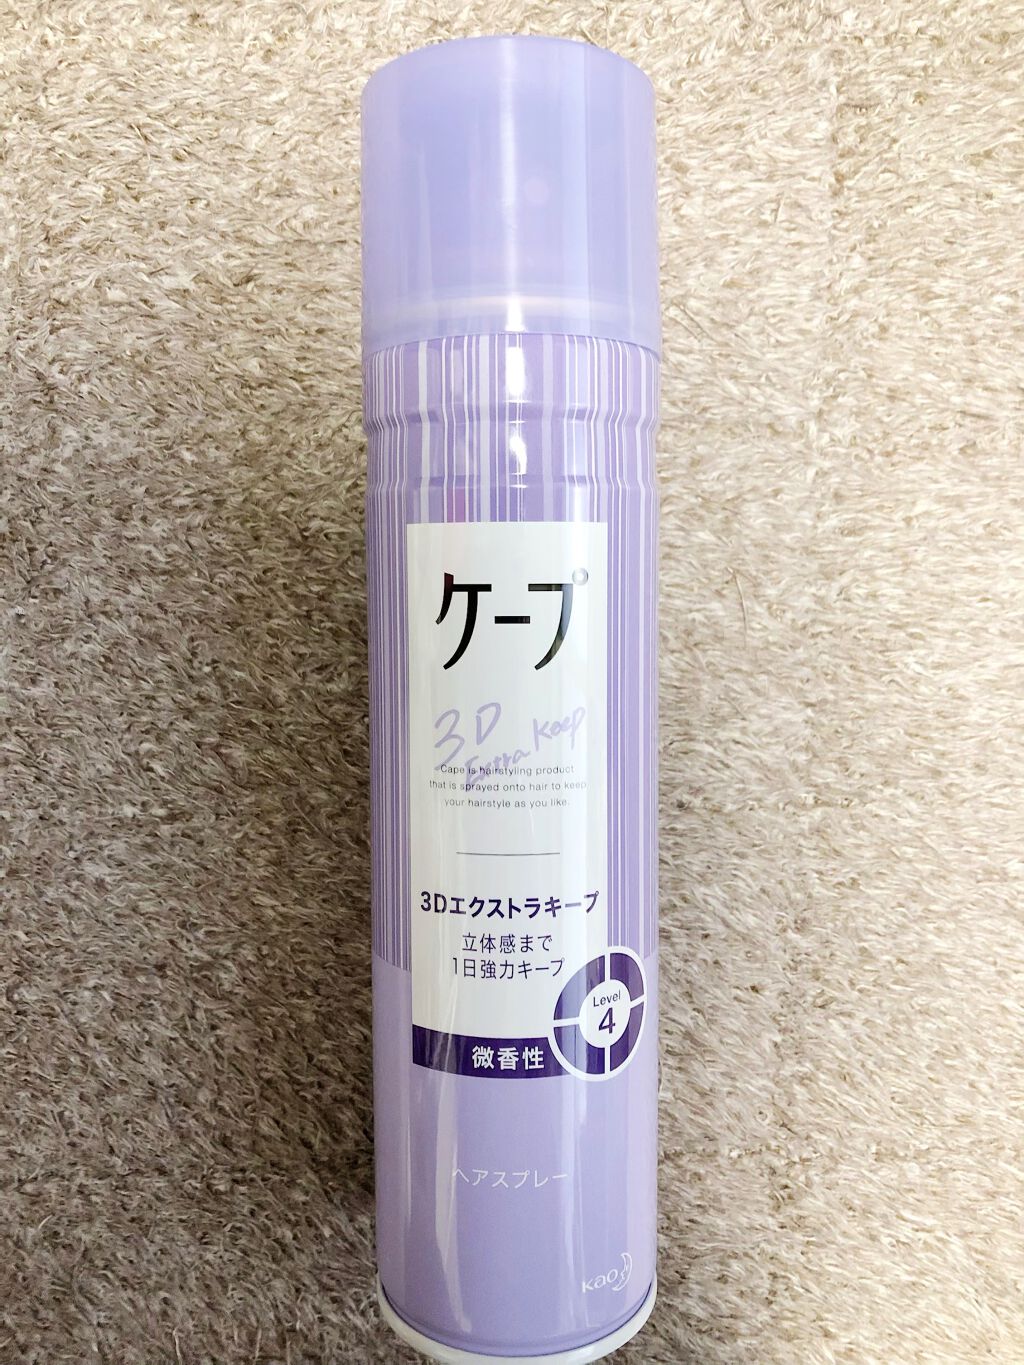 ケープ
3D
Extra Keep
Cape is hairstyling product
that is sprayed onto hair to keep
your hairstyle as you like.
3Dエクストラキープ
立体感まで
1日強力キープ
Level
4
微香性
ヘアスプレー
Kao